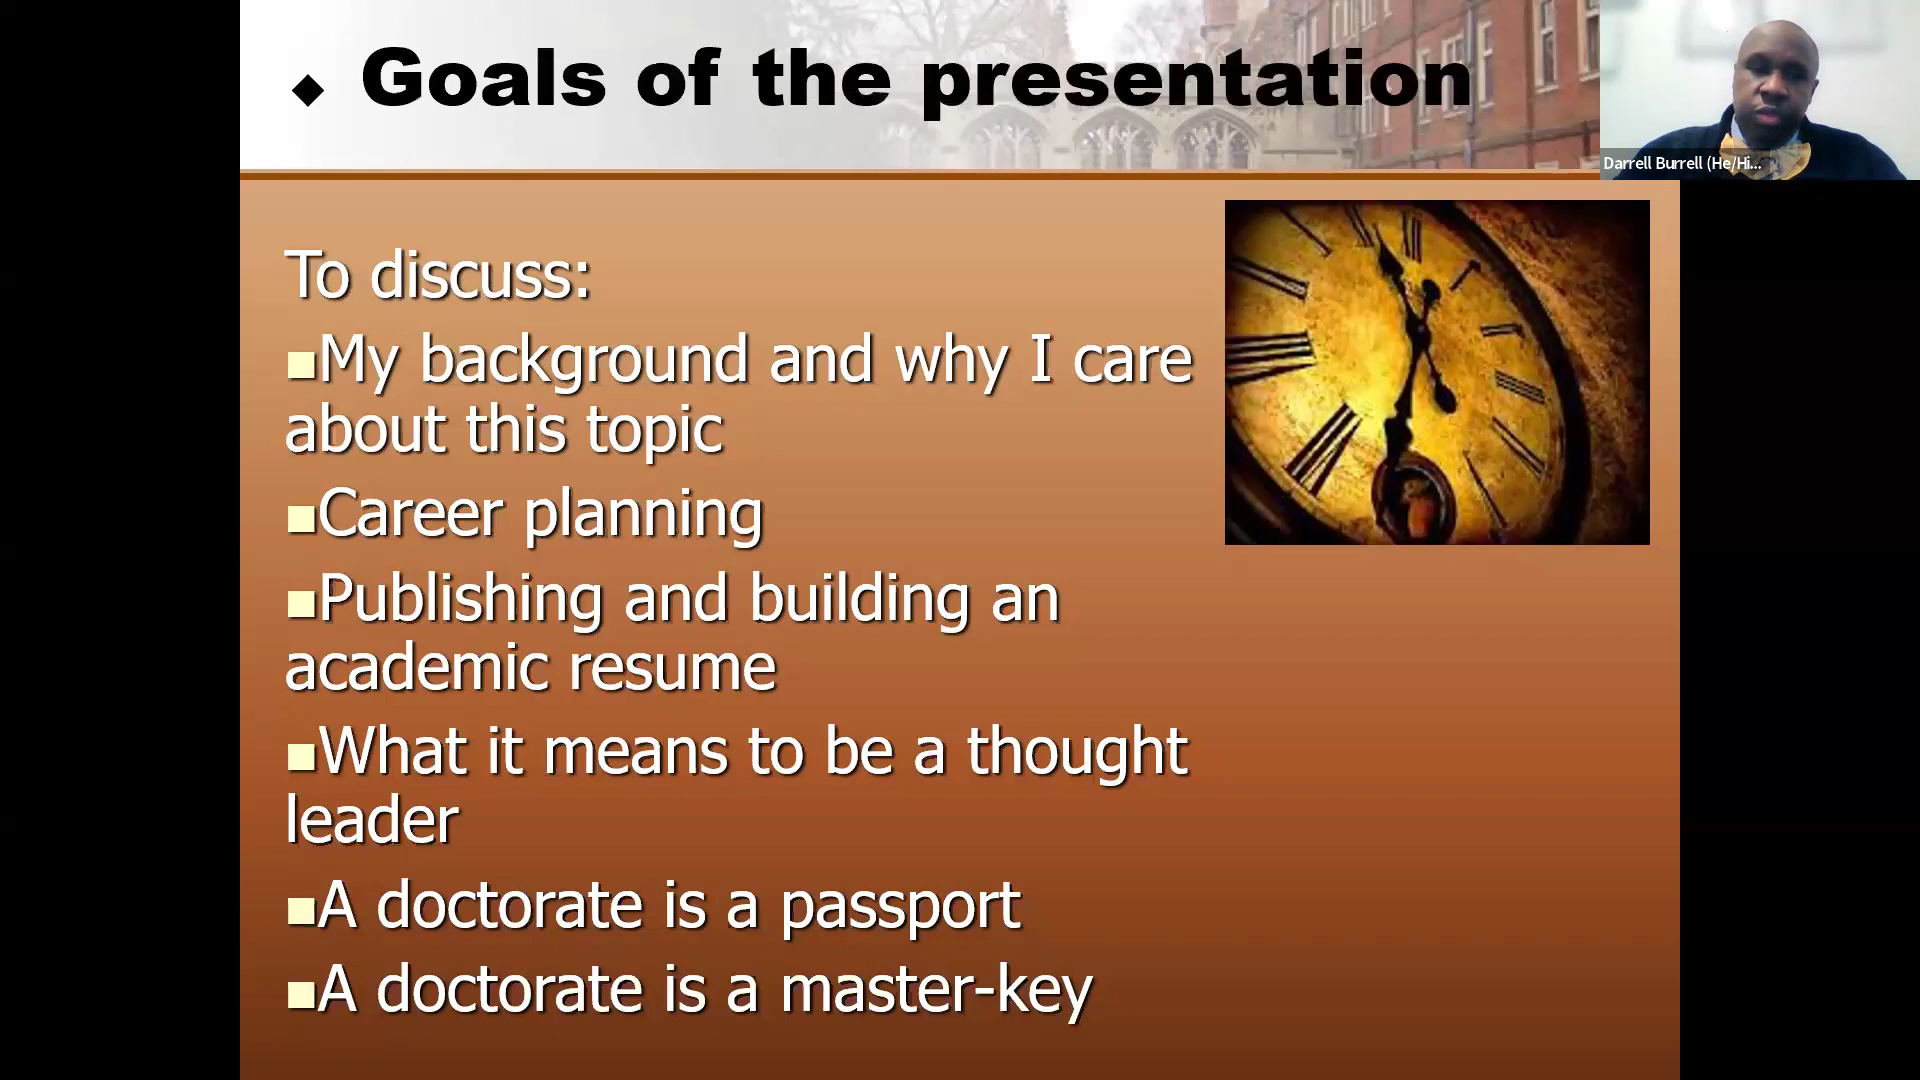 ◆ Goals of the presentation
Darrell Burrell (He/Hi...
To discuss:
■My background and why I care
about this topic
■Career planning
■Publishing and building an
academic resume
■What it means to be a thought
leader
■A doctorate is a passport
■A doctorate is a master-key